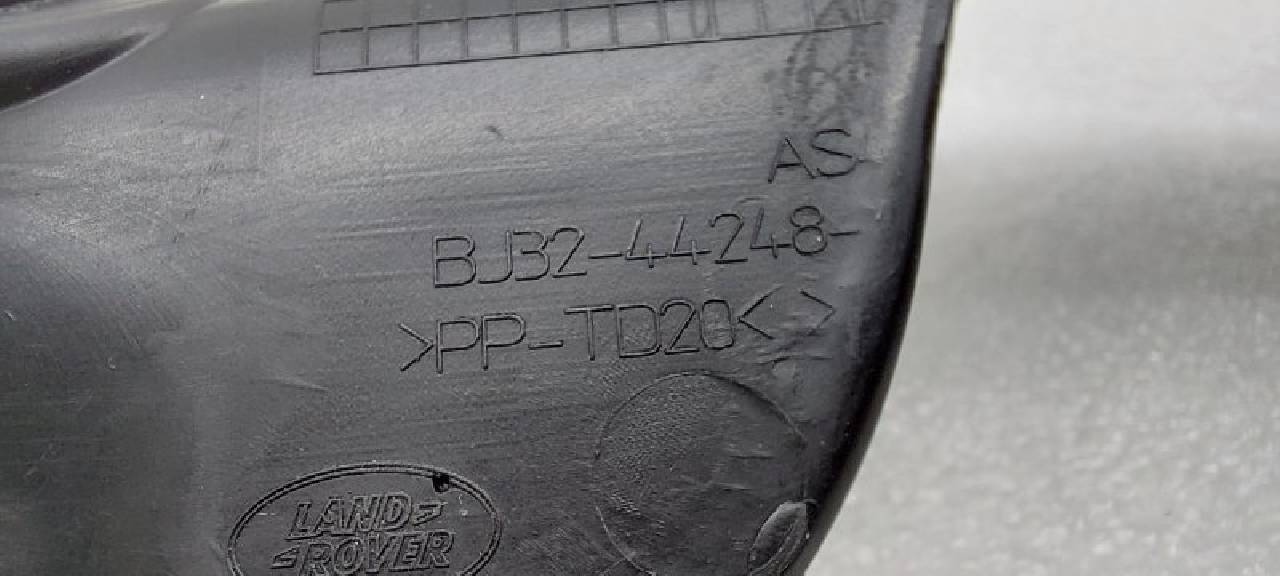 AS
BJ32-44248-
>PP-TD20< >
LAND
ROVER